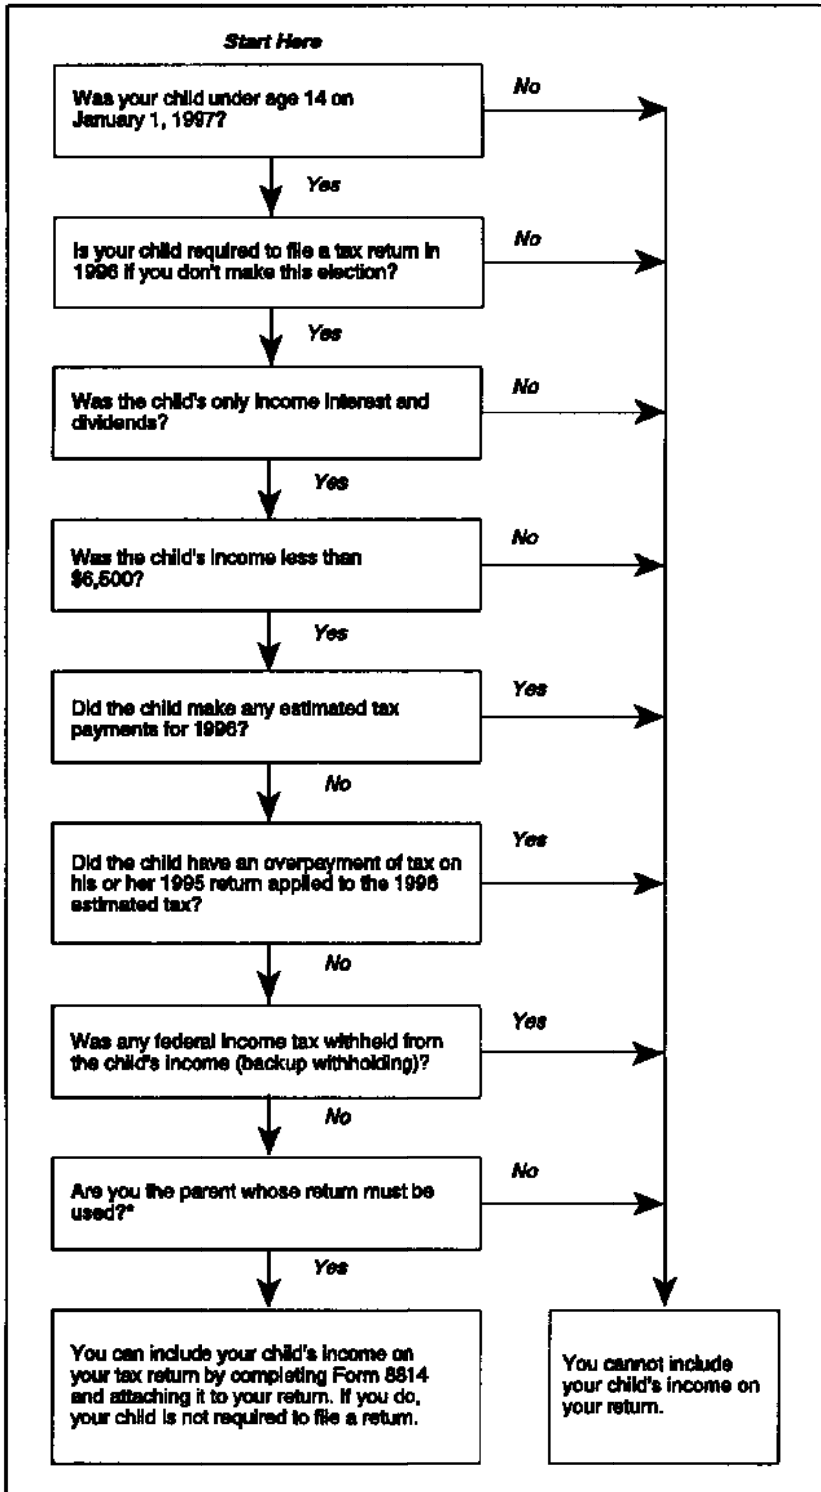 Start Here
Was your child under age 14 on
January 1, 1997?
No
Yes
Is your child required to file a tax return in
1996 if you don't make this election?
No
Yes
Was the child's only income interest and
dividends?
No
Yes
Was the child's income less than
$6,500?
No
Yes
Did the child make any estimated tax
payments for 1996?
Yes
No
Did the child have an overpayment of tax on
his or her 1995 return applied to the 1996
estimated tax?
Yes
No
Was any federal income tax withheld from
the child's income (backup withholding)?
Yes
No
Are you the parent whose return must be
used?*
No
Yes
You can include your child's income on
your tax return by completing Form 8814
and attaching it to your return. If you do,
your child is not required to file a return.
You cannot include
your child's income on
your return.